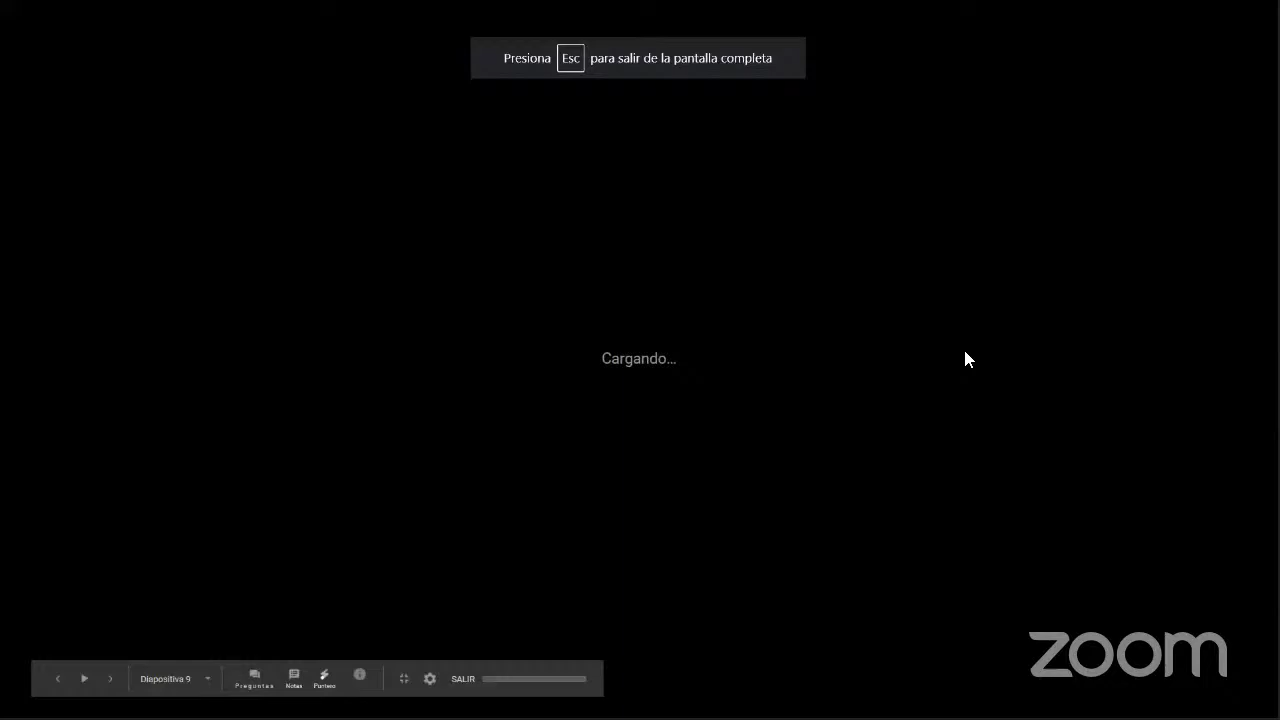 Presiona Esc para salir de la pantalla completa
Cargando...
Diapositiva 9
Preguntas
Notas
Puntero
SALIR
zoom